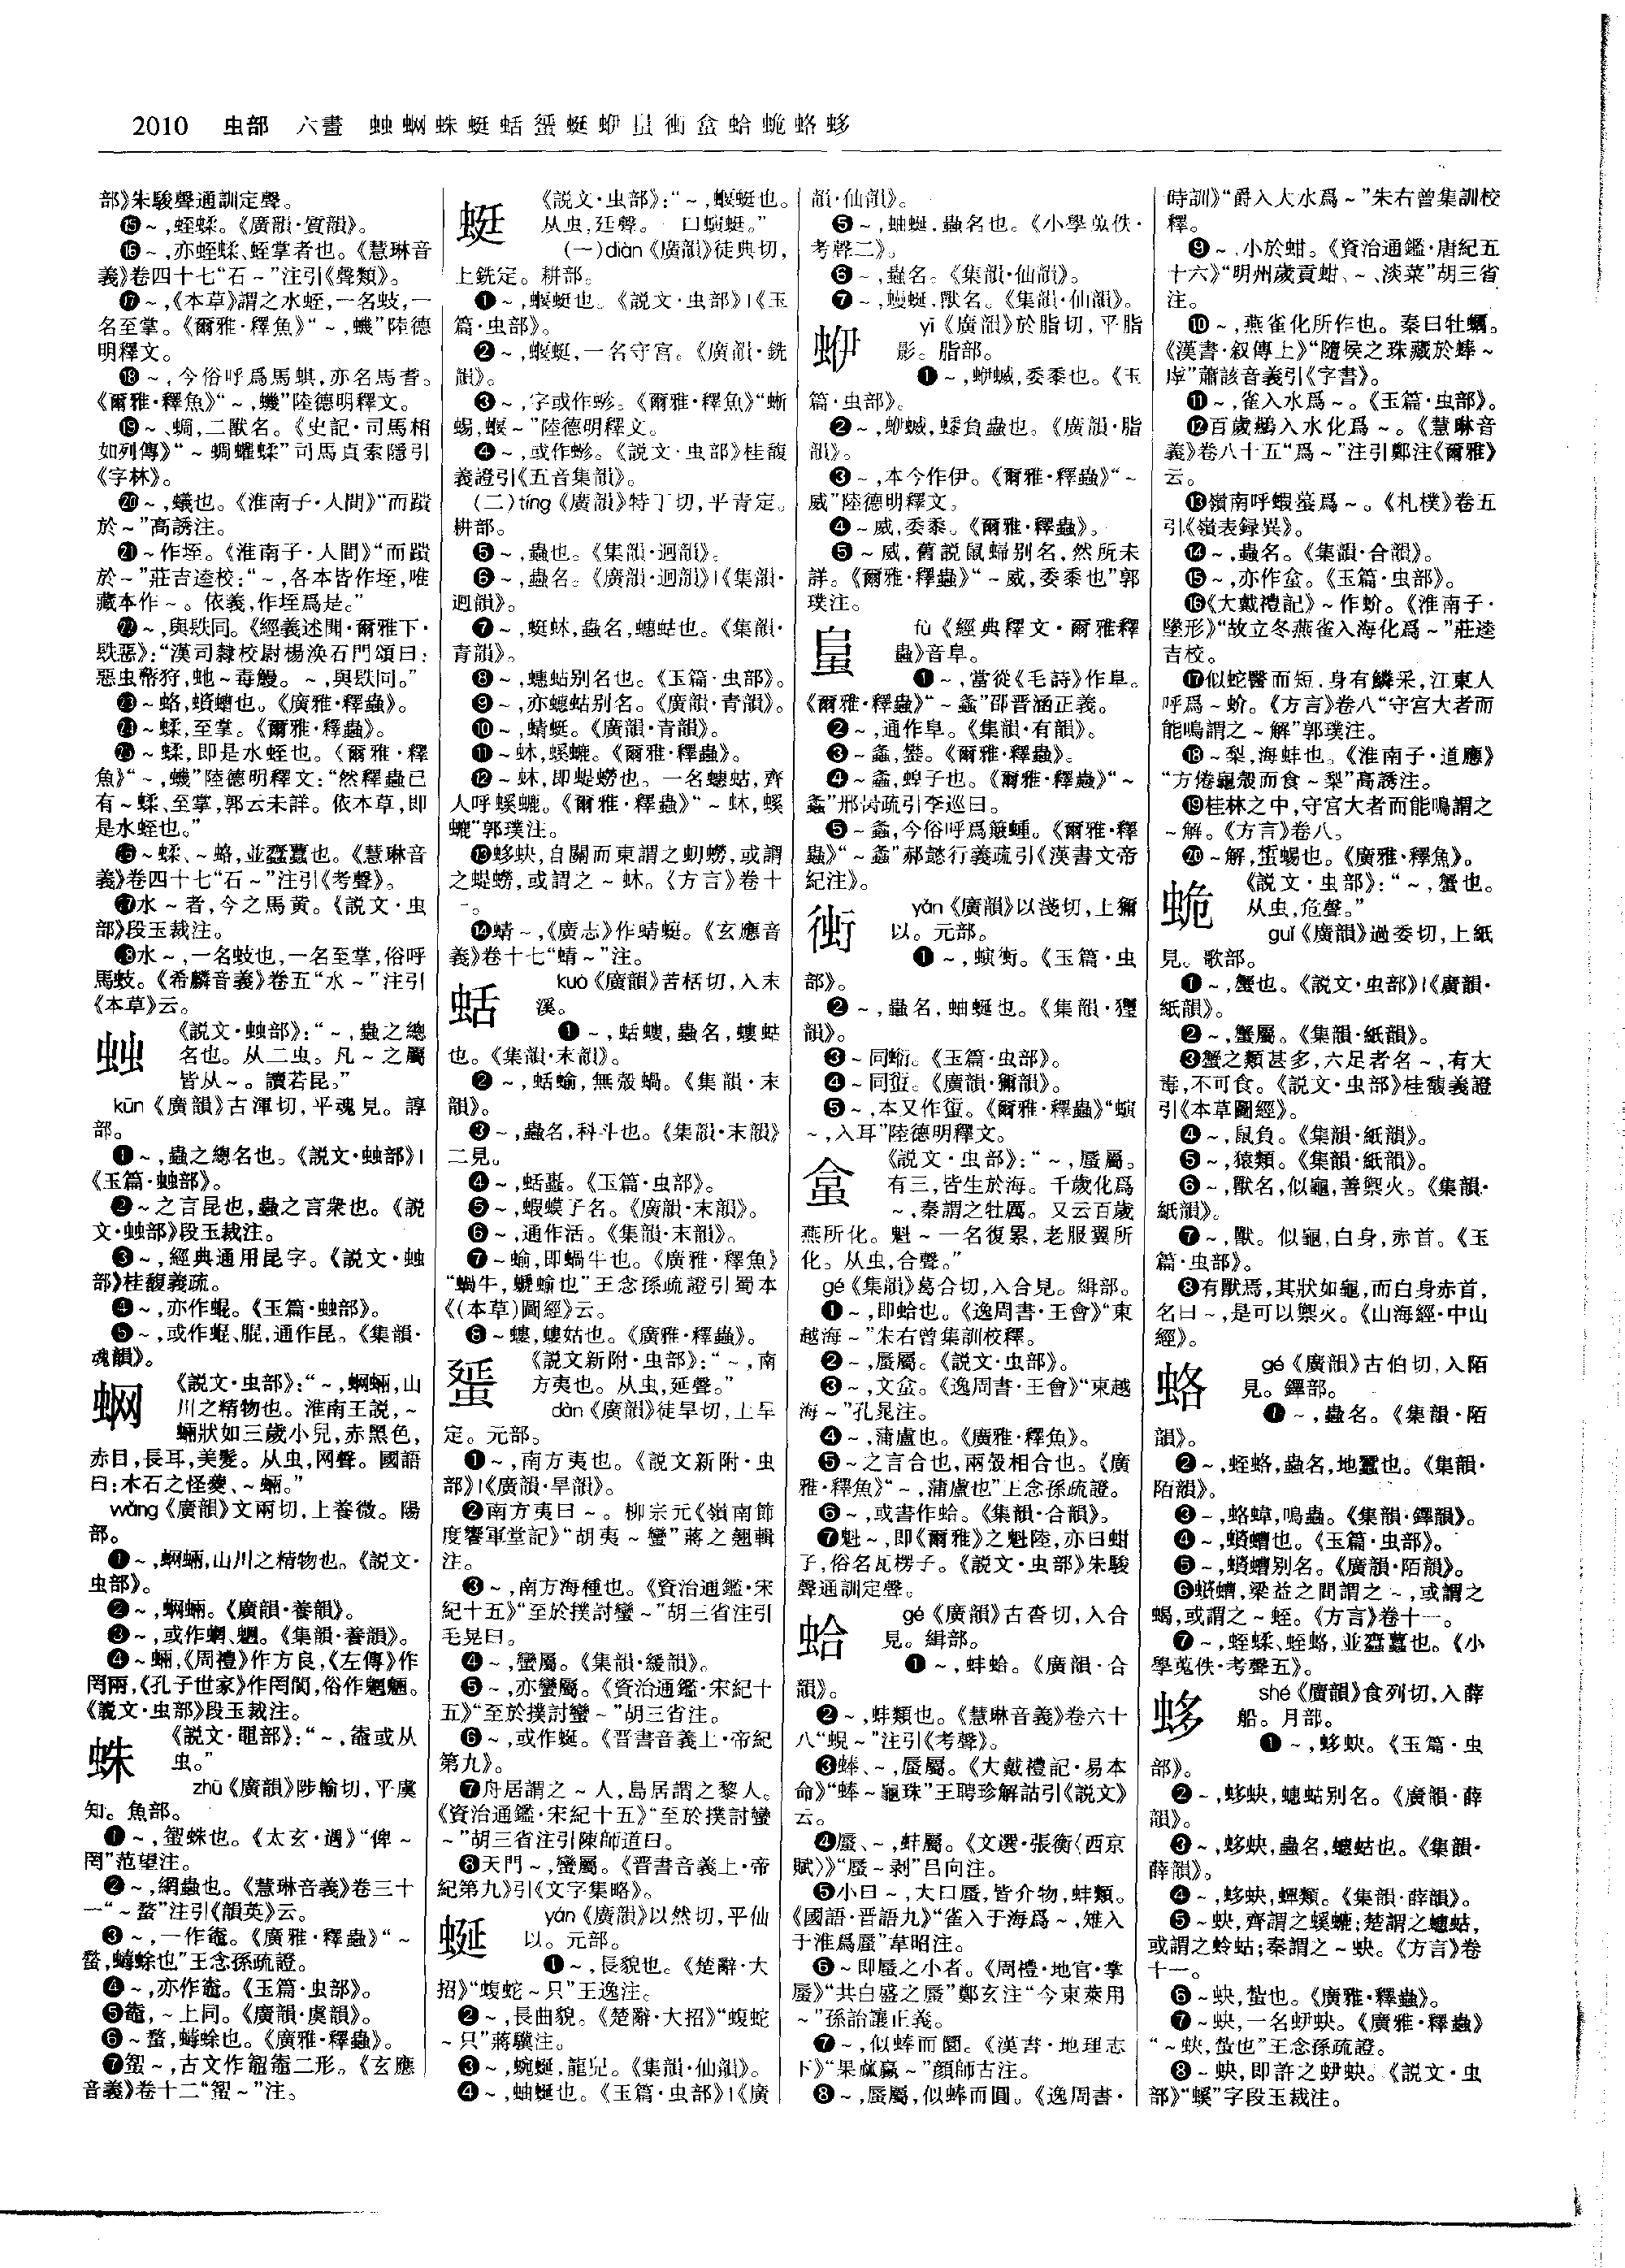 2010 虫部 六畫 䖵蛧蛛蜓蛞蜑蜒蛜䘀衝盒蛤蛫蛒蛥
部》朱駿聲通訓定聲。
⑮～,蛭蝚。《廣韻·質韻》。
⑯～,亦蛭蝚、蛭掌者也。《慧琳音
義》卷四十七“石～”注引《聲類》。
⑰～,《本草》謂之水蛭,一名蚑,一
名至掌。《爾雅·釋魚》“～,蟣”陸德
明釋文。
⑱～,今俗呼爲馬蜞,亦名馬耆。
《爾雅·釋魚》“～,蟣”陸德明釋文。
⑲～、蜩,二獸名。《史記·司馬相
如列傳》“～蜩蠷蝚”司馬貞索隱引
《字林》。
⑳～,蟻也。《淮南子·人間》“而蹪
於～”高誘注。
㉑～作垤。《淮南子·人間》“而蹪
於～”莊吉逵校:“～,各本皆作垤,唯
藏本作～。依義,作垤爲是。”
㉒～,與镻同。《經義述聞·爾雅下·
镻惡》:“漢司隸校尉楊渙石門頌曰:
惡虫狩,虵～毒。～,與镻同。”
㉓～蛒,蠀螬也。《廣雅·釋蟲》。
㉔～蝚,至掌。《爾雅·釋蟲》。
㉕～蝚,即是水蛭也。《爾雅·釋
魚》“～,蟣”陸德明釋文:“然釋蟲已
有～蝚、至掌,郭云未詳。依本草,即
是水蛭也。”
㉖～蝚、～蛒,並蠚䘍也。《慧琳音
義》卷四十七“石～”注引《考聲》。
㉗水～者,今之馬黄。《説文·虫
部》段玉裁注。
㉘水～,一名蚑也,一名至掌,俗呼
馬蚑。《希麟音義》卷五“水～”注引
《本草》云。
䖵 《説文·䖵部》:“～,蟲之總
名也。从二虫。凡～之屬
皆从～。讀若昆。”
kūn《廣韻》古渾切,平魂見。諄
部。
❶～,蟲之總名也。《説文·䖵部》|
《玉篇·䖵部》。
❷～之言昆也,蟲之言衆也。《説
文·䖵部》段玉裁注。
❸～,經典通用昆字。《説文·䖵
部》桂馥義疏。
❹～,亦作蜫。《玉篇·䖵部》。
❺～,或作蜫、䐊,通作昆。《集韻·
魂韻》。
蛧 《説文·虫部》:“～,蛧蜽,山
川之精物也。淮南王説,～
蜽狀如三歲小兒,赤黑色,
赤目,長耳,美髮。从虫,网聲。國語
曰:木石之怪夔、～蜽。”
wǎng《廣韻》文兩切,上養微。陽
部。
❶～,蛧蜽,山川之精物也。《説文·
虫部》。
❷～,蛧蜽。《廣韻·養韻》。
❸～,或作蝄、魍。《集韻·養韻》。
❹～蜽,《周禮》作方良,《左傳》作
罔兩,《孔子世家》作罔閬,俗作魍魎。
《説文·虫部》段玉裁注。
蛛 《説文·黽部》:“～,鼄或从
虫。”
zhū《廣韻》陟輸切,平虞
知。魚部。
❶～,蟹蛛也。《太玄·遇》“俾～
罔”范望注。
❷～,網蟲也。《慧琳音義》卷三十
一“～蝥”注引《韻英》云。
❸～,一作鼄。《廣雅·釋蟲》“～
蝥,蝳蜍也”王念孫疏證。
❹～,亦作鼄。《玉篇·虫部》。
❺鼄,～上同。《廣韻·虞韻》。
❻～蝥,蝳蜍也。《廣雅·釋蟲》。
❼～,古文作鼄二形。《玄應
音義》卷十二“～”注。
蜓 《説文·虫部》:“～,蝘蜓也。
从虫,廷聲。一曰蝘蜓。”
(一)diàn《廣韻》徒典切,
上銑定。耕部。
❶～,蝘蜓也。《説文·虫部》|《玉
篇·虫部》。
❷～,蝘蜓,一名守宫。《廣韻·銑
韻》。
❸～,字或作蝘。《爾雅·釋魚》“蜥
蜴,蝘～”陸德明釋文。
❹～,或作。《説文·虫部》桂馥
義證引《五音集韻》。
(二)tíng《廣韻》特丁切,平青定。
耕部。
❺～,蟲也。《集韻·迥韻》。
❻～,蟲名。《廣韻·迥韻》|《集韻·
迥韻》。
❼～,蜓蚞,蟲名,蟪蛄也。《集韻·
青韻》。
❽～,蟪蛄别名也。《玉篇·虫部》。
❾～,亦蟪蛄别名。《廣韻·青韻》。
❿～,蜻蜓。《廣韻·青韻》。
⓫～蚞,螇螰。《爾雅·釋蟲》。
⓬～蚞,即蝭蟧也。一名蟪蛄,齊
人呼螇螰。《爾雅·釋蟲》“～蚞,螇
螰”郭璞注。
⓭蛥蚗,自關而東謂之虭蟧,或謂
之蝭蟧,或謂之～蚞。《方言》卷十
一。
⓮蜻～,《廣志》作蜻蜓。《玄應音
義》卷十七“蜻～”注。
蛞 kuò《廣韻》苦栝切,入末
溪。
❶～,蛞螻,蟲名,螻蛄
也。《集韻·末韻》。
❷～,蛞蝓,無殼蝸。《集韻·末
韻》。
❸～,蟲名,科斗也。《集韻·末韻》
二見。
❹～,蛞蟊。《玉篇·虫部》。
❺～,蝦蟆子名。《廣韻·末韻》。
❻～,通作活。《集韻·末韻》。
❼～蝓,即蝸牛也。《廣雅·釋魚》
“蝸牛,螔蝓也”王念孫疏證引蜀本
《(本草)圖經》云。
❽～螻,螻蛄也。《廣雅·釋蟲》。
蜑 《説文新附·虫部》:“～,南
方夷也。从虫,延聲。”
dàn《廣韻》徒旱切,上旱
定。元部。
❶～,南方夷也。《説文新附·虫
部》|《廣韻·旱韻》。
❷南方夷曰～。柳宗元《嶺南節
度饗軍堂記》“胡夷～蠻”蔣之翹輯
注。
❸～,南方海種也。《資治通鑑·宋
紀十五》“至於撲討蠻～”胡三省注引
毛晃曰。
❹～,蠻屬。《集韻·緩韻》。
❺～,亦蠻屬。《資治通鑑·宋紀十
五》“至於撲討蠻～”胡三省注。
❻～,或作蜒。《晋書音義上·帝紀
第九》。
❼舟居謂之～人,島居謂之黎人。
《資治通鑑·宋紀十五》“至於撲討蠻
～”胡三省注引陳師道曰。
❽天門～,蠻屬。《晋書音義上·帝
紀第九》引《文字集略》。
蜒 yán《廣韻》以然切,平仙
以。元部。
❶～,長貌也。《楚辭·大
招》“蝮蛇～只”王逸注。
❷～,長曲貌。《楚辭·大招》“蝮蛇
～只”蔣驥注。
❸～,蜿蜒,龍皃。《集韻·仙韻》。
❹～,蚰蜒也。《玉篇·虫部》|《廣
韻·仙韻》。
❺～,蚰蜒,蟲名也。《小學蒐佚·
考聲二》。
❻～,蟲名。《集韻·仙韻》。
❼～,蟃蜒,獸名。《集韻·仙韻》。
蛜 yī《廣韻》於脂切,平脂
影。脂部。
❶～,蛜蝛,委黍也。《玉
篇·虫部》。
❷～,蛜蝛,蜲負蟲也。《廣韻·脂
韻》。
❸～,本今作伊。《爾雅·釋蟲》“～
威”陸德明釋文。
❹～威,委黍。《爾雅·釋蟲》。
❺～威,舊説鼠婦别名,然所未
詳。《爾雅·釋蟲》“～威,委黍也”郭
璞注。
䘀 fù《經典釋文·爾雅釋
蟲》音阜。
❶～,當從《毛詩》作阜。
《爾雅·釋蟲》“～螽”邵晋涵正義。
❷～,通作阜。《集韻·有韻》。
❸～螽,蠜。《爾雅·釋蟲》。
❹～螽,蝗子也。《爾雅·釋蟲》“～
螽”邢昺疏引李巡曰。
❺～螽,今俗呼爲簸蝩。《爾雅·釋
蟲》“～螽”郝懿行義疏引《漢書文帝
紀注》。
衝 yǎn《廣韻》以淺切,上獮
以。元部。
❶～,螾衝。《玉篇·虫
部》。
❷～,蟲名,蚰蜒也。《集韻·獮
韻》。
❸～同蚵。《玉篇·虫部》。
❹～同䘕。《廣韻·獮韻》。
❺～,本又作䘕。《爾雅·釋蟲》“螾
～,入耳”陸德明釋文。
盒 《説文·虫部》:“～,蜃屬。
有三,皆生於海。千歲化爲
～,秦謂之牡厲。又云百歲
燕所化。魁～一名復累,老服翼所
化。从虫,合聲。”
gé《集韻》葛合切,入合見。緝部。
❶～,即蛤也。《逸周書·王會》“東
越海～”朱右曾集訓校釋。
❷～,蜃屬。《説文·虫部》。
❸～,文盒。《逸周書·王會》“東越
海～”孔晁注。
❹～,蒲盧也。《廣雅·釋魚》。
❺～之言合也,兩殼相合也。《廣
雅·釋魚》“～,蒲盧也”王念孫疏證。
❻～,或書作蛤。《集韻·合韻》。
❼魁～,即《爾雅》之魁陸,亦曰蚶
子,俗名瓦楞子。《説文·虫部》朱駿
聲通訓定聲。
蛤 gé《廣韻》古沓切,入合
見。緝部。
❶～,蚌蛤。《廣韻·合
韻》。
❷～,蚌類也。《慧琳音義》卷六十
八“蜆～”注引《考聲》。
❸蜯、～,蜃屬。《大戴禮記·易本
命》“蜯～龜珠”王聘珍解詁引《説文》
云。
❹蜃、～,蚌屬。《文選·張衡〈西京
賦〉》“蜃～剥”吕向注。
❺小曰～,大曰蜃,皆介物,蚌類。
《國語·晋語九》“雀入于海爲～,雉入
于淮爲蜃”韋昭注。
❻～即蜃之小者。《周禮·地官·掌
蜃》“共白盛之蜃”鄭玄注“今東萊用
～”孫詒讓正義。
❼～,似蜯而圜。《漢書·地理志
下》“果蓏蠃～”顔師古注。
❽～,蜃屬,似蜯而圓。《逸周書·
時訓》“爵入大水爲～”朱右曾集訓校
釋。
❾～,小於蚶。《資治通鑑·唐紀五
十六》“明州歲貢蚶、～、淡菜”胡三省
注。
❿～,燕雀化所作也。秦曰牡蠣。
《漢書·叙傳上》“隨侯之珠藏於蜯～
虖”蕭該音義引《字書》。
⓫～,雀入水爲～。《玉篇·虫部》。
⓬百歲鷰入水化爲～。《慧琳音
義》卷八十五“爲～”注引鄭注《爾雅》
云。
⓭嶺南呼蝦蟇爲～。《札樸》卷五
引《嶺表録異》。
⓮～,蟲名。《集韻·合韻》。
⓯～,亦作盒。《玉篇·虫部》。
⓰《大戴禮記》～作蚡。《淮南子·
墬形》“故立冬燕雀入海化爲～”莊逵
吉校。
⓱似蛇醫而短,身有鱗采,江東人
呼爲～蚧。《方言》卷八“守宫大者而
能鳴謂之～解”郭璞注。
⓲～梨,海蚌也。《淮南子·道應》
“方倦龜殼而食～梨”高誘注。
⓳桂林之中,守宫大者而能鳴謂之
～解。《方言》卷八。
⓴～解,蜇蜴也。《廣雅·釋魚》。
蛫 《説文·虫部》:“～,蟹也。
从虫,危聲。”
guǐ《廣韻》過委切,上紙
見。歌部。
❶～,蟹也。《説文·虫部》|《廣韻·
紙韻》。
❷～,蟹屬。《集韻·紙韻》。
❸蟹之類甚多,六足者名～,有大
毒,不可食。《説文·虫部》桂馥義證
引《本草圖經》。
❹～,鼠負。《集韻·紙韻》。
❺～,猿類。《集韻·紙韻》。
❻～,獸名,似龜,善禦火。《集韻·
紙韻》。
❼～,獸。似龜,白身,赤首。《玉
篇·虫部》。
❽有獸焉,其狀如龜,而白身赤首,
名曰～,是可以禦火。《山海經·中山
經》。
蛒 gé《廣韻》古伯切,入陌
見。鐸部。
❶～,蟲名。《集韻·陌
韻》。
❷～,蛭蛒,蟲名,地蠶也。《集韻·
陌韻》。
❸～,蛒蟑,鳴蟲。《集韻·鐸韻》。
❹～,蠀螬也。《玉篇·虫部》。
❺～,蠀螬别名。《廣韻·陌韻》。
❻蠀螬,梁益之間謂之～,或謂之
蝎,或謂之～蛭。《方言》卷十一。
❼～,蛭蝚、蛭蛒,並蠚䘍也。《小
學蒐佚·考聲五》。
蛥 shé《廣韻》食列切,入薛
船。月部。
❶～,蛥蚗。《玉篇·虫
部》。
❷～,蛥蚗,蟪蛄别名。《廣韻·薛
韻》。
❸～,蛥蚗,蟲名,蟪蛄也。《集韻·
薛韻》。
❹～,蛥蚗,蟬類。《集韻·薛韻》。
❺～蚗,齊謂之螇螰;楚謂之蟪蛄,
或謂之蛉蛄;秦謂之～蚗。《方言》卷
十一。
❻～蚗,蛰也。《廣雅·釋蟲》。
❼～蚗,一名蛜蚗。《廣雅·釋蟲》
“～蚗,蛰也”王念孫疏證。
❽～蚗,即許之蛜蚗。《説文·虫
部》“螇”字段玉裁注。